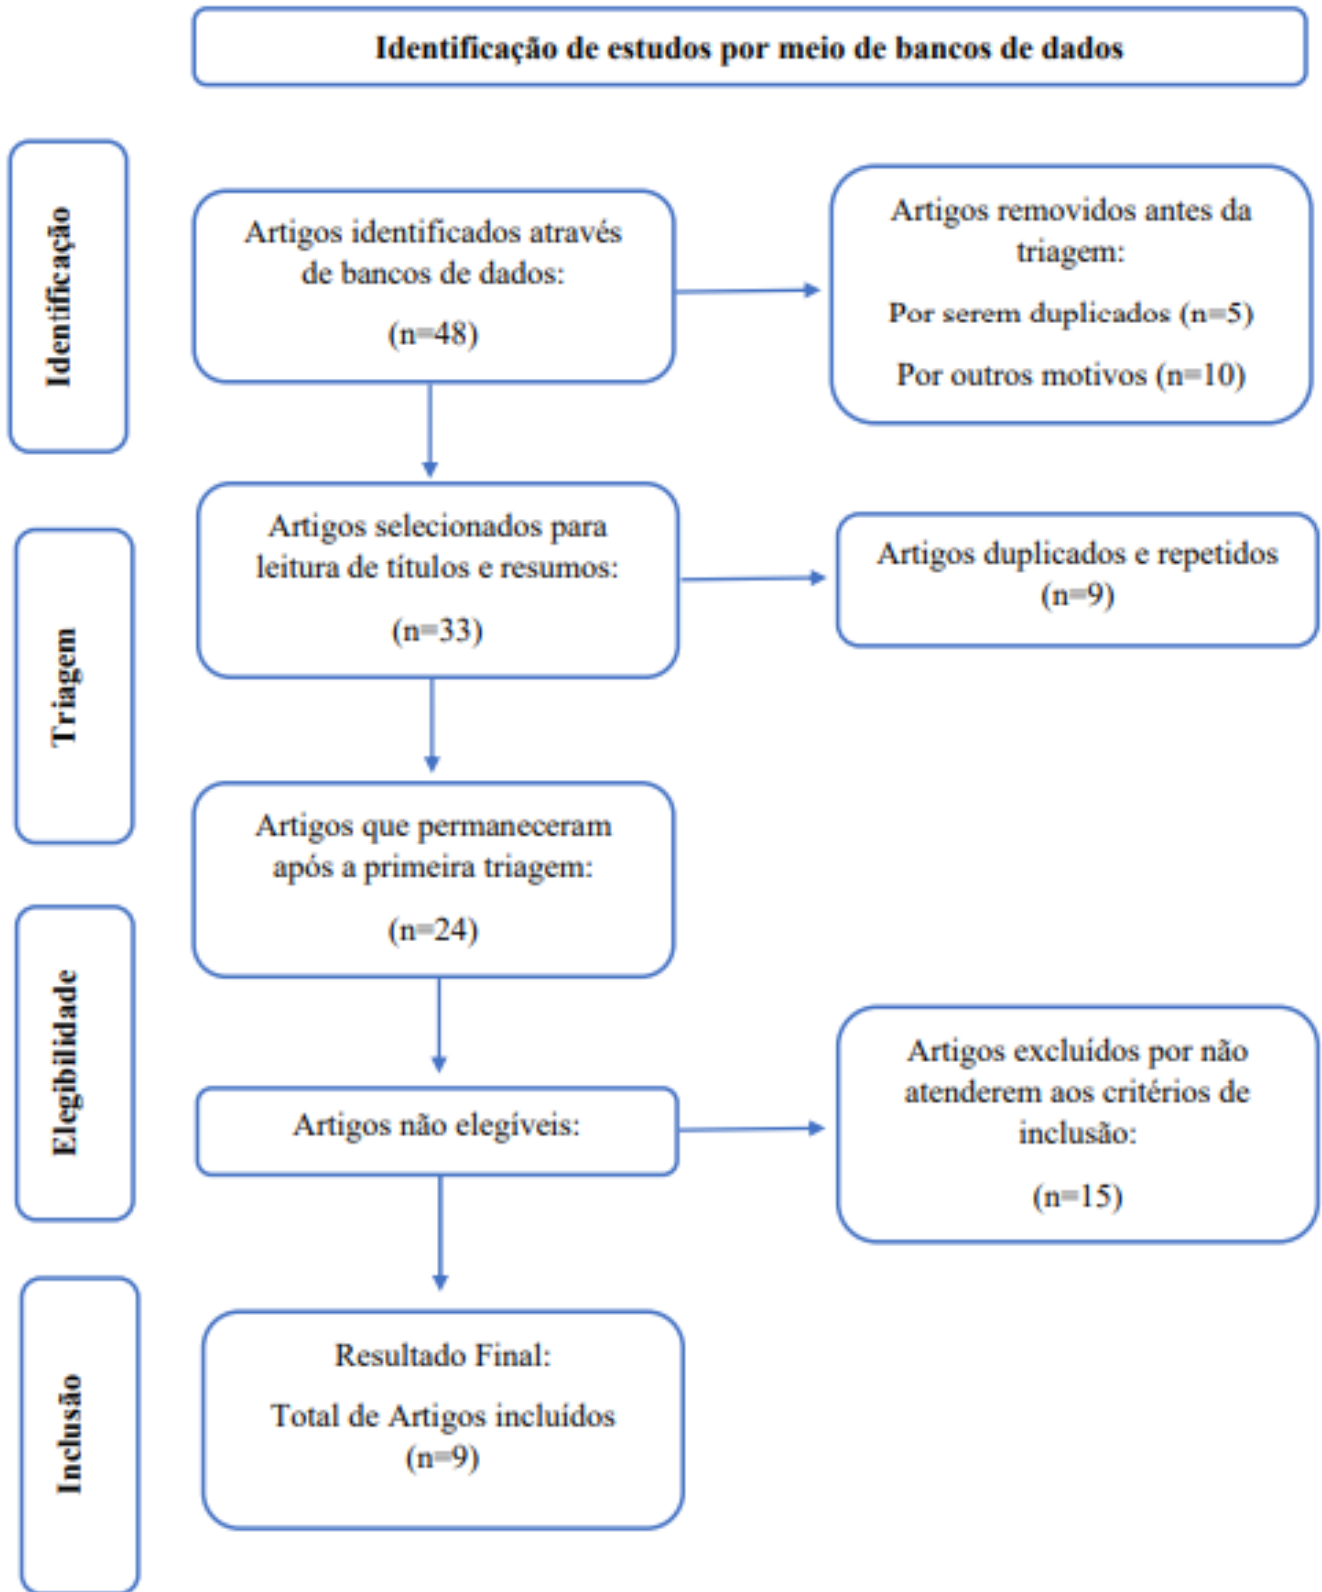 Identificação de estudos por meio de bancos de dados
Identificação
Artigos identificados através
de bancos de dados:
(n=48)
Artigos removidos antes da
triagem:
Por serem duplicados (n=5)
Por outros motivos (n=10)
Triagem
Artigos selecionados para
leitura de títulos e resumos:
(n=33)
Artigos duplicados e repetidos
(n=9)
Artigos que permaneceram
após a primeira triagem:
(n=24)
Elegibilidade
Artigos não elegíveis:
Artigos excluídos por não
atenderem aos critérios de
inclusão:
(n=15)
Inclusão
Resultado Final:
Total de Artigos incluídos
(n=9)